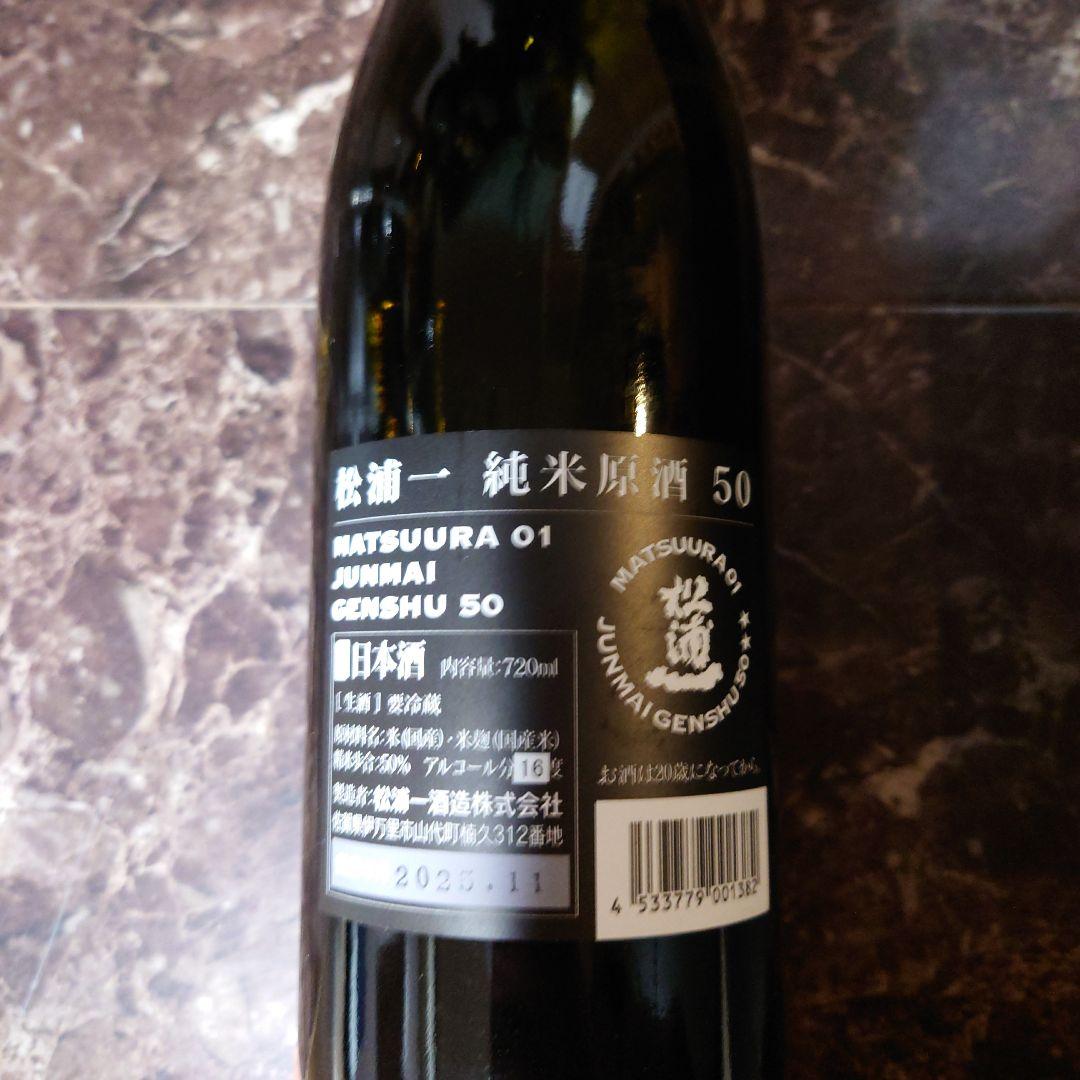 松浦一 純米原酒 50
MATSUURA 01
JUNMAI
GENSHU 50
日本酒 内容量:720ml
[生酒] 要冷蔵
原材料名:米(国産)・米麹(国産米)
精米歩合:50% アルコール分16度
製造者:松浦一酒造株式会社
佐賀県伊万里市山代町楠久312番地
2025.11
MATSUURA 01
松浦一
JUNMAI GENSHU 50 ★★
お酒は20歳になってから。
4 533779 001382